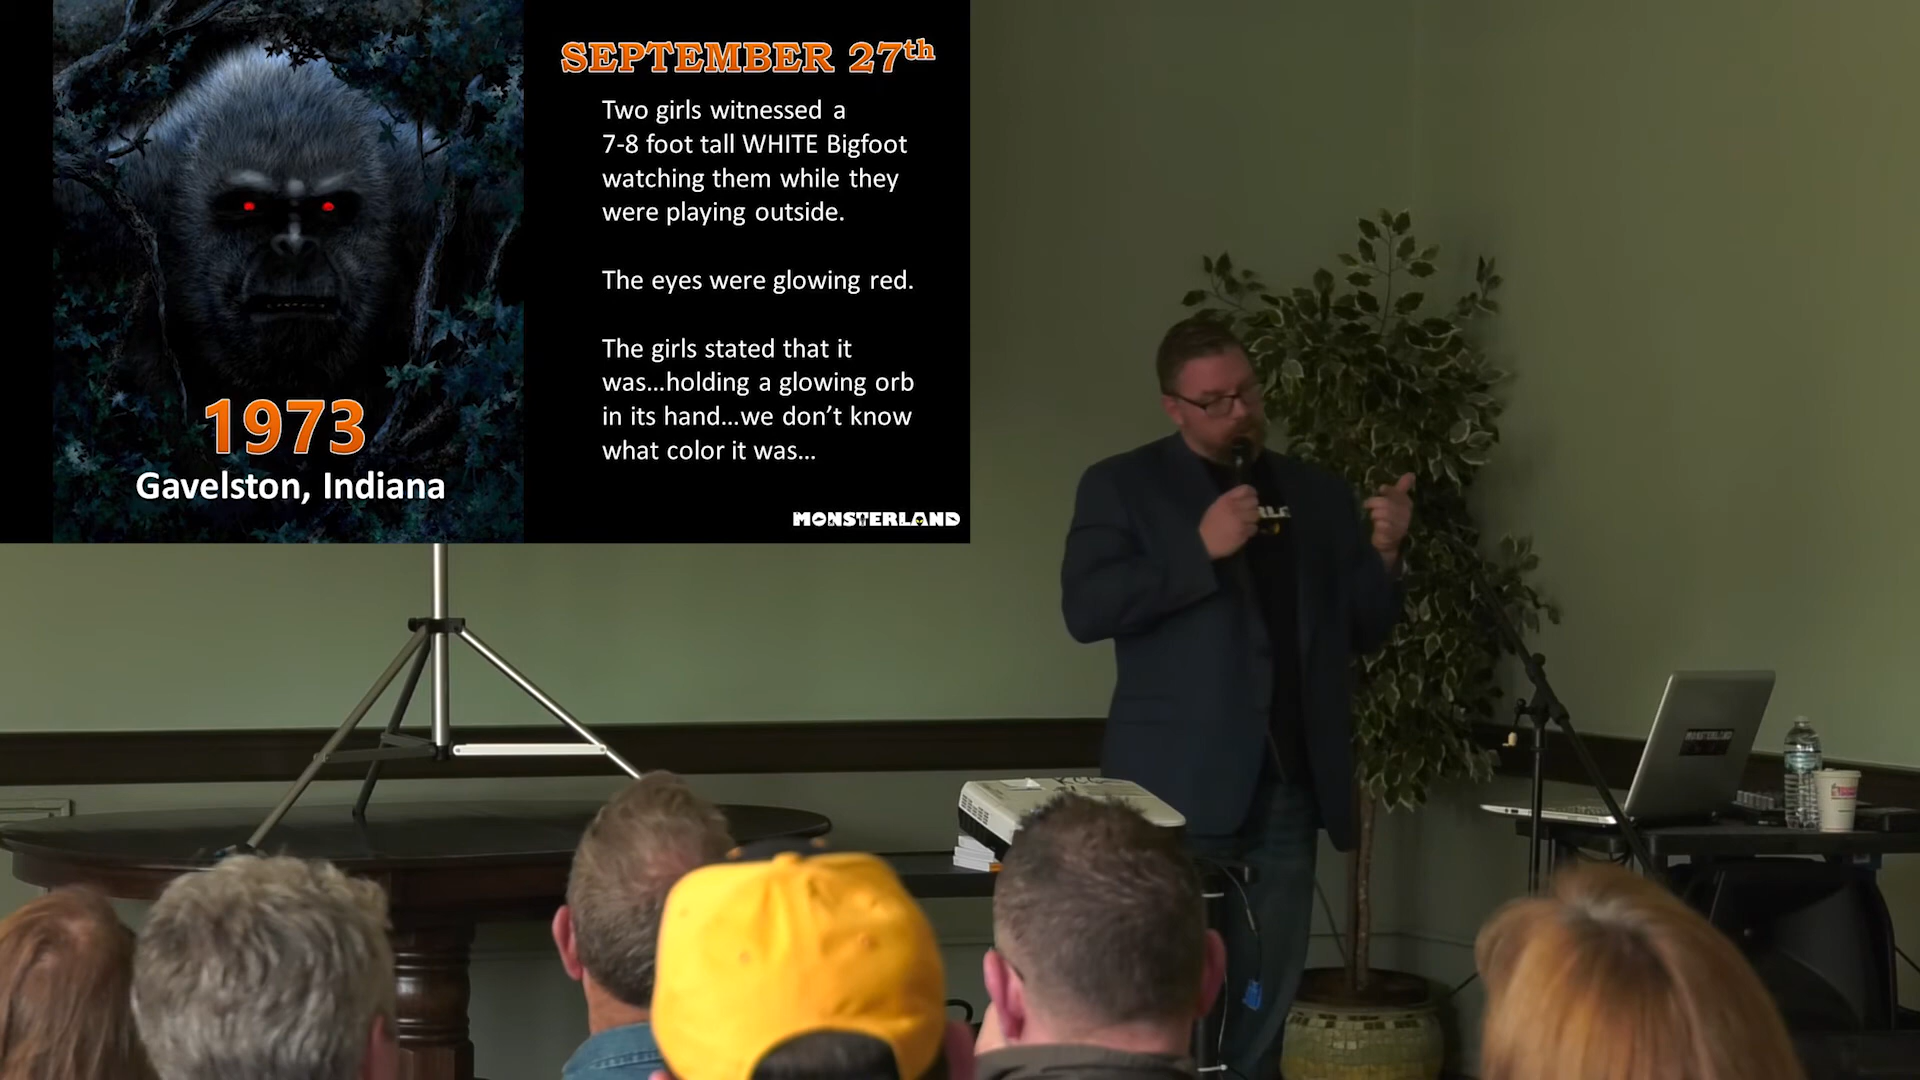 SEPTEMBER 27th
Two girls witnessed a
7-8 foot tall WHITE Bigfoot
watching them while they
were playing outside.
The eyes were glowing red.
The girls stated that it
was...holding a glowing orb
in its hand...we don't know
what color it was...
1973
Gavelston, Indiana
MONSTERLAND
MONSTERLAND